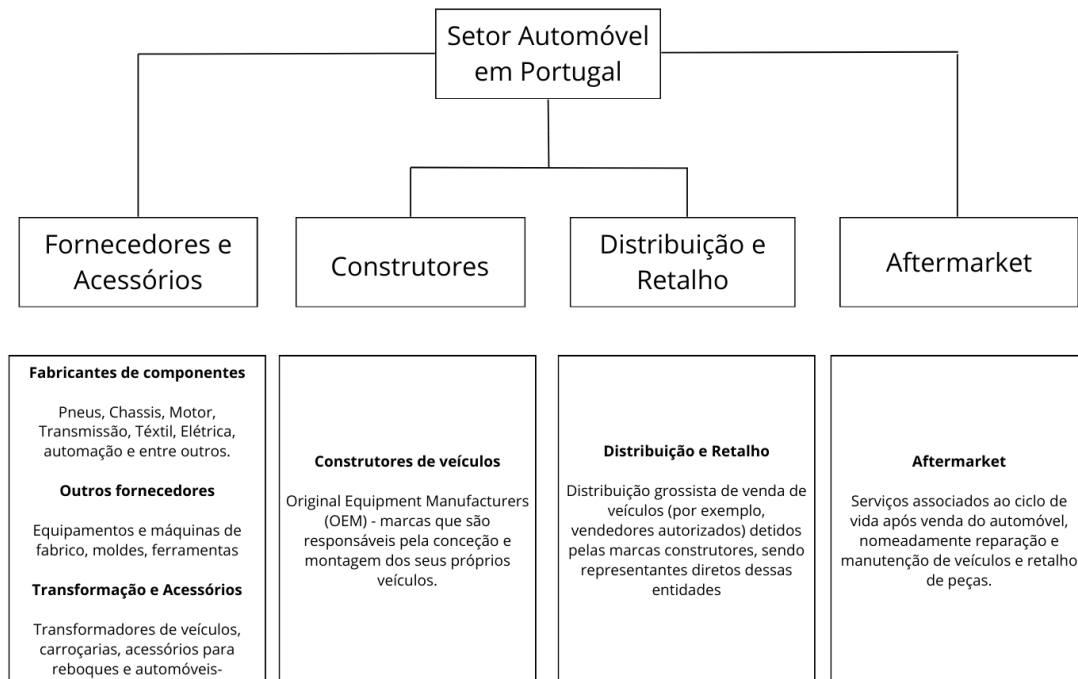 Setor Automóvel
em Portugal
Fornecedores e
Acessórios
Construtores
Distribuição e
Retalho
Aftermarket
Fabricantes de componentes
Pneus, Chassis, Motor,
Transmissão, Téxtil, Elétrica,
automação e entre outros.
Outros fornecedores
Equipamentos e máquinas de
fabrico, moldes, ferramentas
Transformação e Acessórios
Transformadores de veículos,
carroçarias, acessórios para
reboques e automóveis-
Construtores de veículos
Original Equipment Manufacturers
(OEM) - marcas que são
responsáveis pela conceção e
montagem dos seus próprios
veículos.
Distribuição e Retalho
Distribuição grossista de venda de
veículos (por exemplo,
vendedores autorizados) detidos
pelas marcas construtores, sendo
representantes diretos dessas
entidades
Aftermarket
Serviços associados ao ciclo de
vida após venda do automóvel,
nomeadamente reparação e
manutenção de veículos e retalho
de peças.